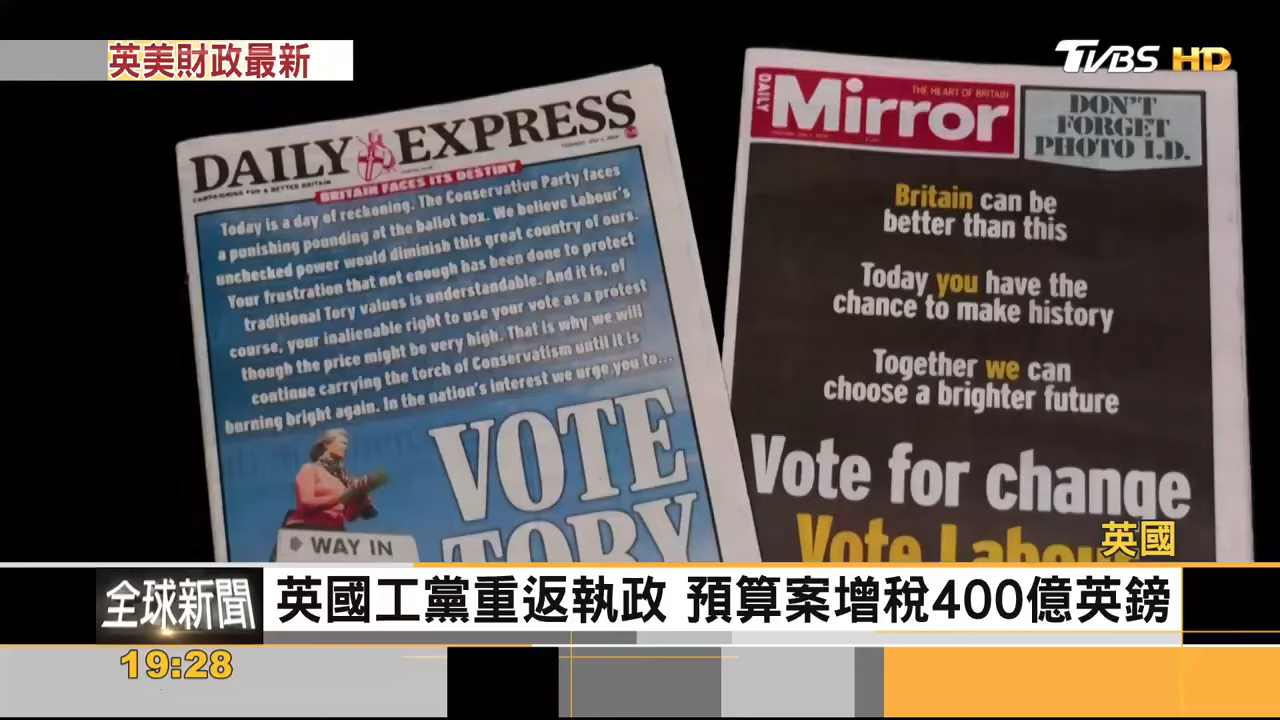 英美財政最新
TVBS HD
DAILY EXPRESS
CAMPAIGNING FOR A BETTER BRITAIN
BRITAIN FACES ITS DESTINY
Today is a day of reckoning. The Conservative Party faces
a punishing pounding at the ballot box. We believe Labour's
unchecked power would diminish this great country of ours.
Your frustration that not enough has been done to protect
traditional Tory values is understandable. And it is, of
course, your inalienable right to use your vote as a protest
though the price might be very high. That is why we will
continue carrying the torch of Conservatism until it is
burning bright again. In the nation's interest we urge you to...
VOTE
TORY
WAY IN
DAILY
Mirror
THE HEART OF BRITAIN
DON'T
FORGET
PHOTO I.D.
Britain can be
better than this
Today you have the
chance to make history
Together we can
choose a brighter future
Vote for change
Vote Labour
英國
全球新聞
英國工黨重返執政 預算案增稅400億英鎊
19:28